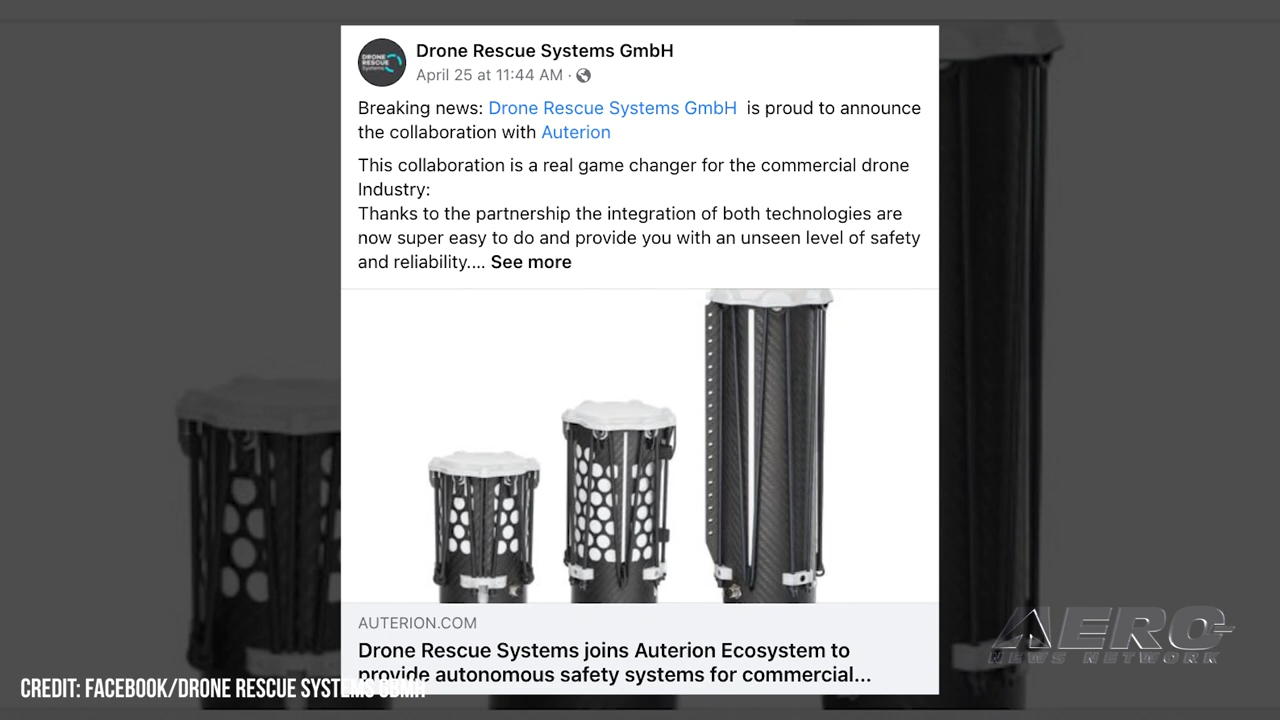 Drone Rescue Systems GmbH
April 25 at 11:44 AM ·
DRONE
RESCUE
Systems
Breaking news: Drone Rescue Systems GmbH is proud to announce
the collaboration with Auterion
This collaboration is a real game changer for the commercial drone
Industry:
Thanks to the partnership the integration of both technologies are
now super easy to do and provide you with an unseen level of safety
and reliability.... See more
AUTERION.COM
Drone Rescue Systems joins Auterion Ecosystem to
provide autonomous safety systems for commercial...
AERO
NEWS NETWORK
CREDIT: FACEBOOK/DRONE RESCUE SYSTEMS GBMH